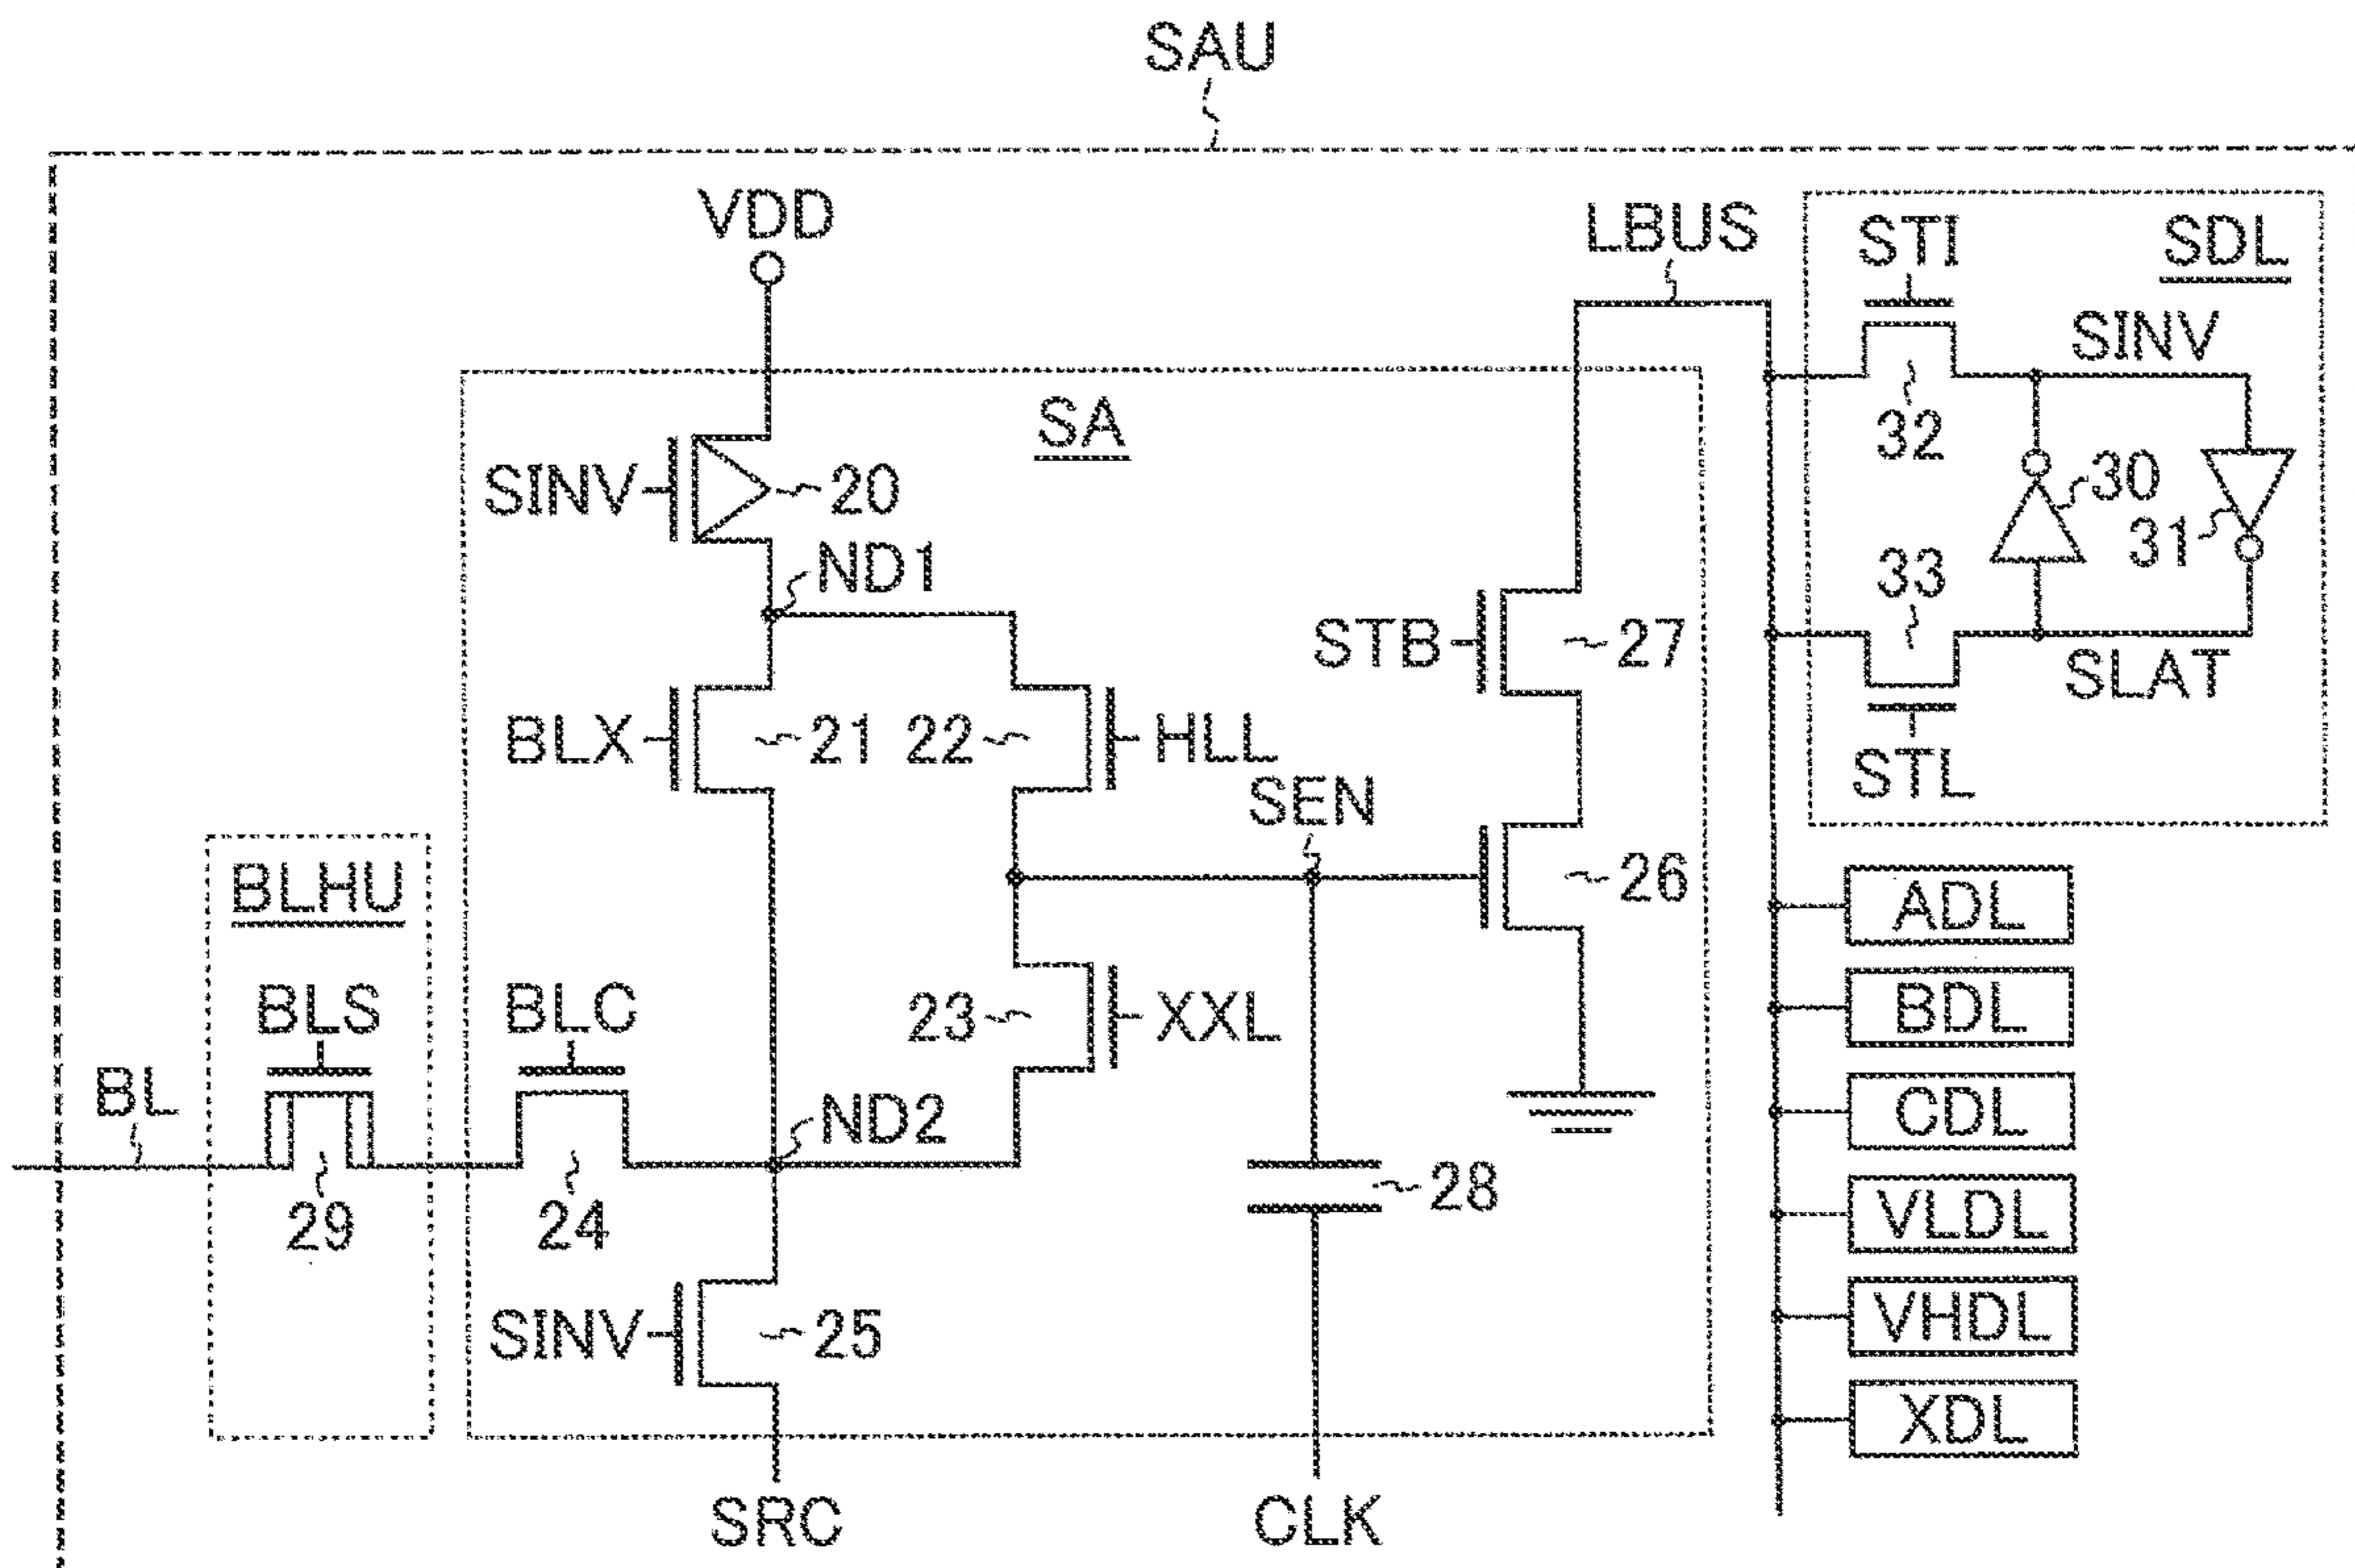 SAU
VDD
LBUS
STI
SDL
SINV
SA
32
SINV
20
30
31
ND1
33
STB
27
SLAT
BLX
21
22
HLL
STL
SEN
BLHU
26
ADL
BLS
BLC
23
XXL
BDL
BL
ND2
CDL
29
24
28
VLDL
SINV
25
VHDL
XDL
SRC
CLK